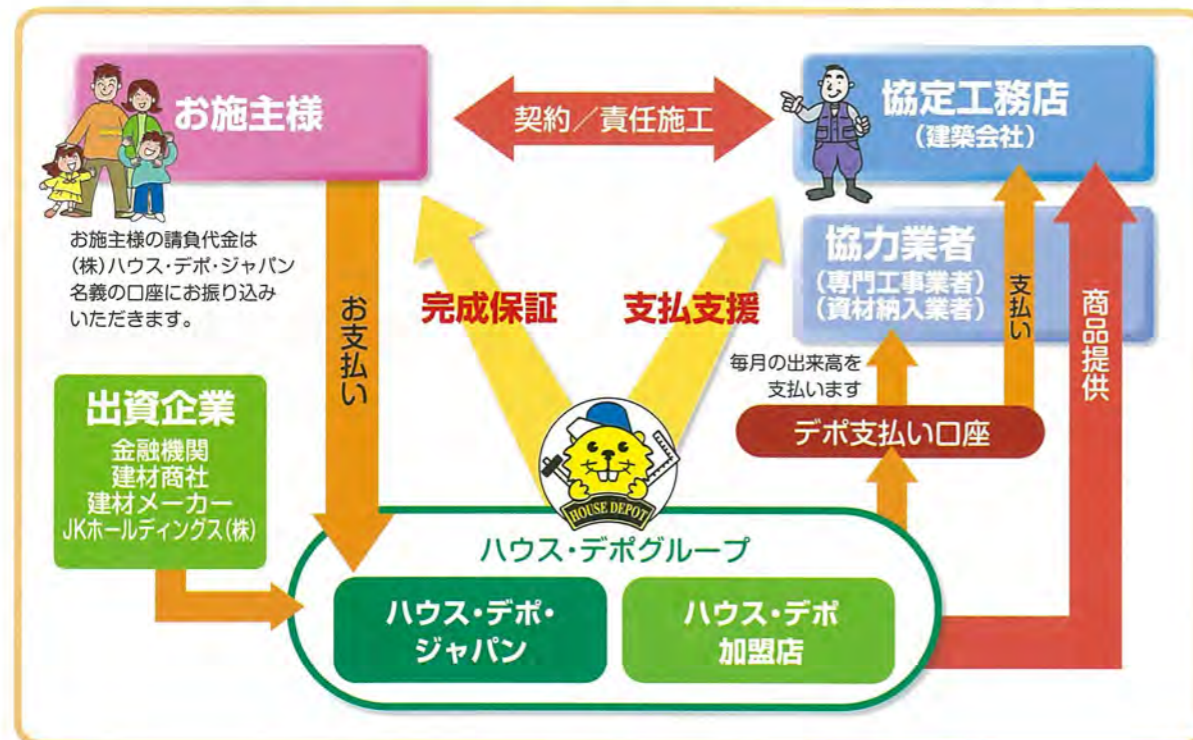 お施主様
契約／責任施工
協定工務店
(建築会社)
お施主様の請負代金は
(株)ハウス・デポ・ジャパン
名義の口座にお振り込み
いただきます。
お支払い
完成保証
支払支援
協力業者
(専門工事業者)
(資材納入業者)
支払い
商品提供
毎月の出来高を
支払います
デポ支払い口座
出資企業
金融機関
建材商社
建材メーカー
JKホールディングス(株)
HOUSE DEPOT
ハウス・デポグループ
ハウス・デポ・
ジャパン
ハウス・デポ
加盟店